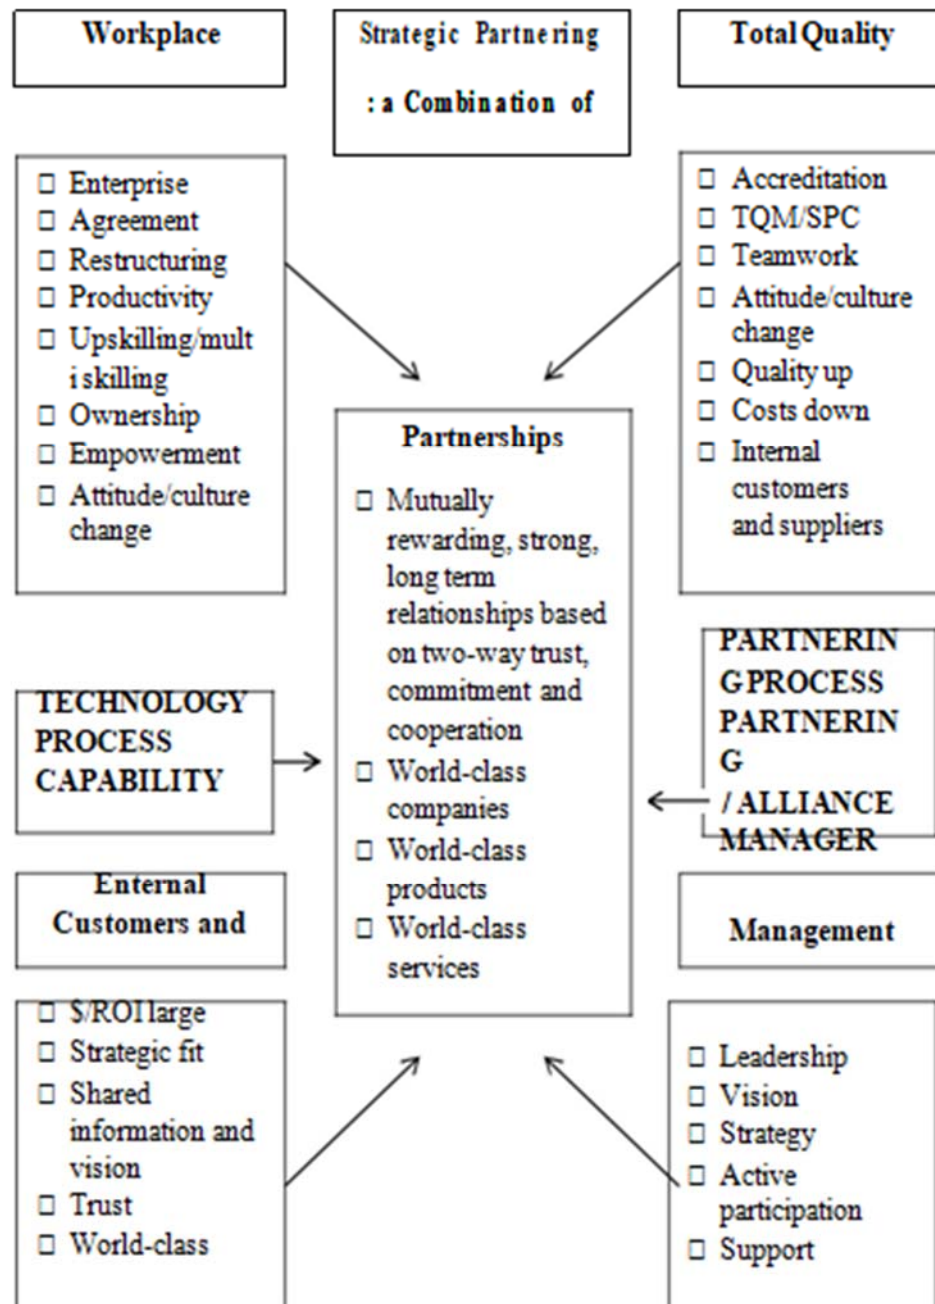 Workplace
Strategic Partnering
: a Combination of
Total Quality
□ Enterprise
□ Agreement
□ Restructuring
□ Productivity
□ Upskilling/mult
i skilling
□ Ownership
□ Empowerment
□ Attitude/culture
change
□ Accreditation
□ TQM/SPC
□ Teamwork
□ Attitude/culture
change
□ Quality up
□ Costs down
□ Internal
customers
and suppliers
Partnerships
□ Mutually
rewarding, strong,
long term
relationships based
on two-way trust,
commitment and
cooperation
□ World-class
companies
□ World-class
products
□ World-class
services
TECHNOLOGY
PROCESS
CAPABILITY
PARTNERIN
G PROCESS
PARTNERIN
G
/ ALLIANCE
MANAGER
Enternal
Customers and
Management
□ $/ROI large
□ Strategic fit
□ Shared
information and
vision
□ Trust
□ World-class
□ Leadership
□ Vision
□ Strategy
□ Active
participation
□ Support